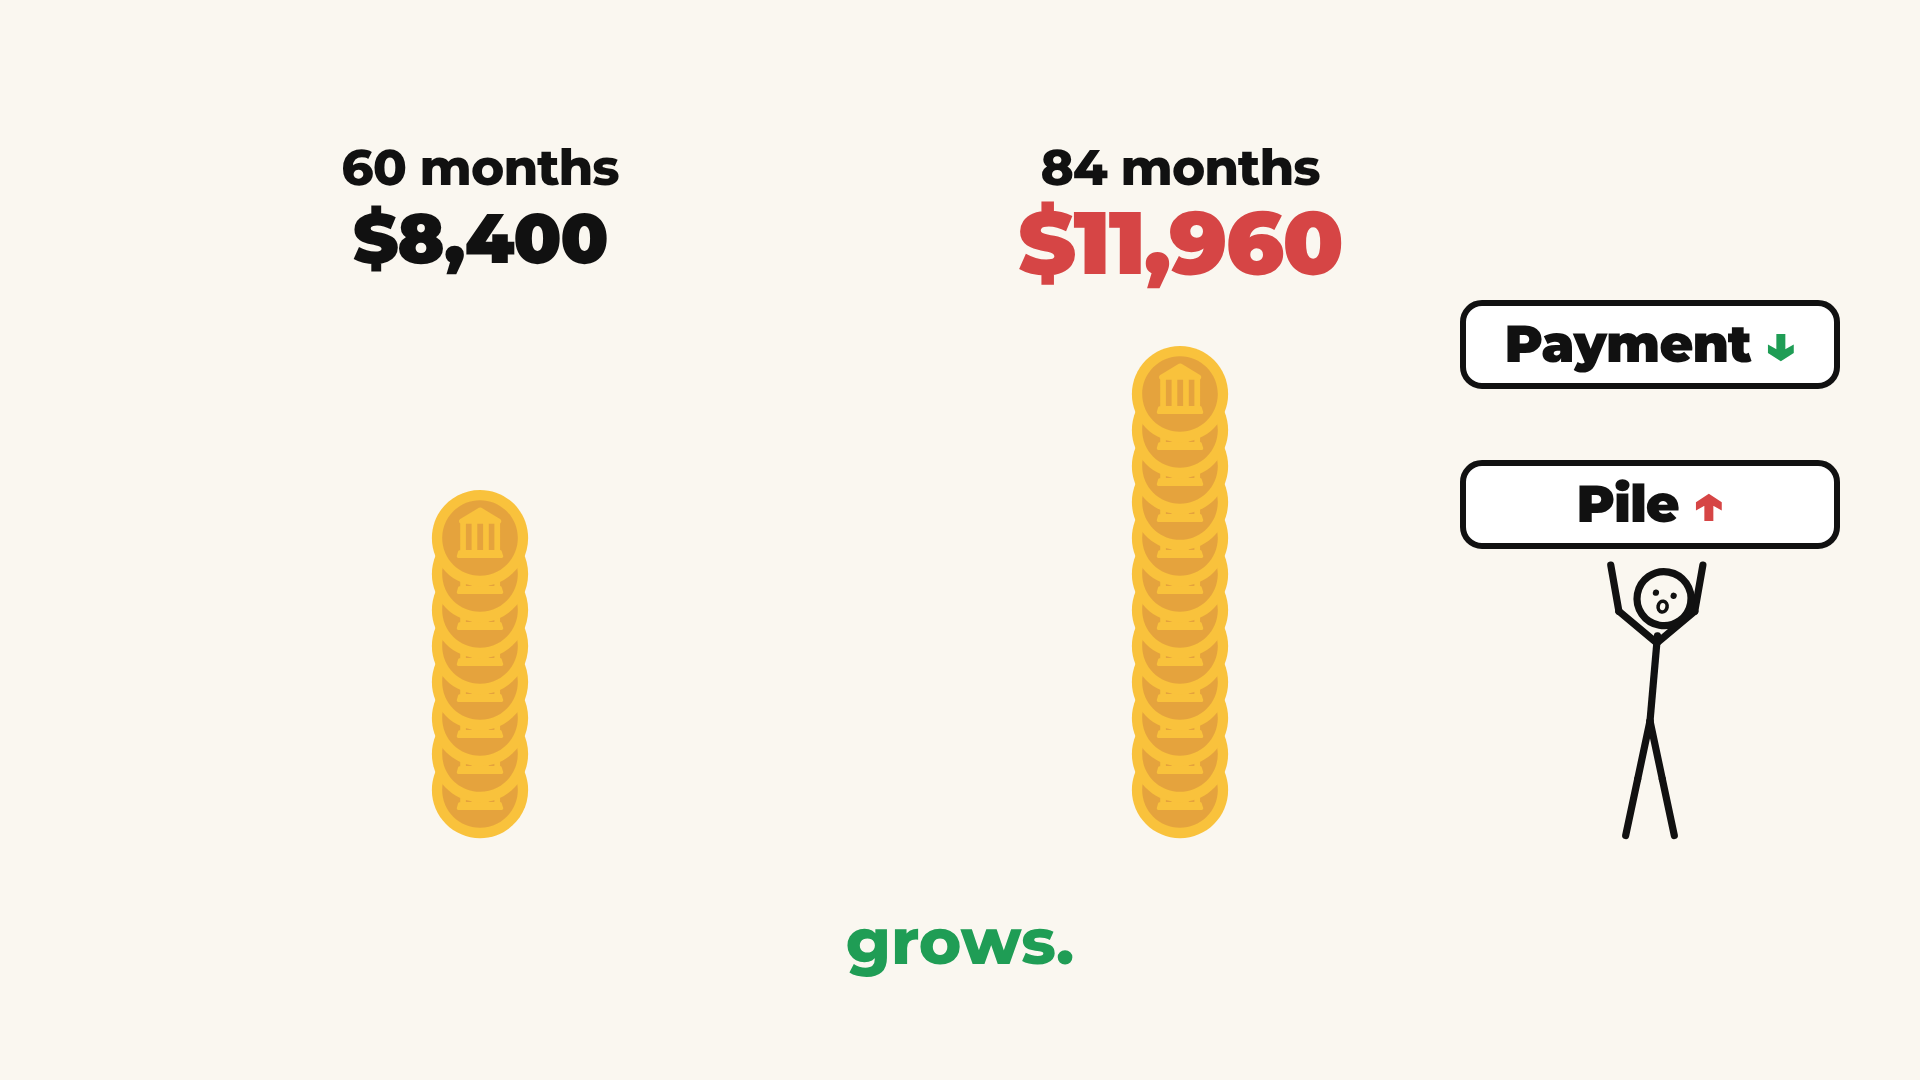 60 months
$8,400
84 months
$11,960
Payment ↓
Pile ↑
grows.